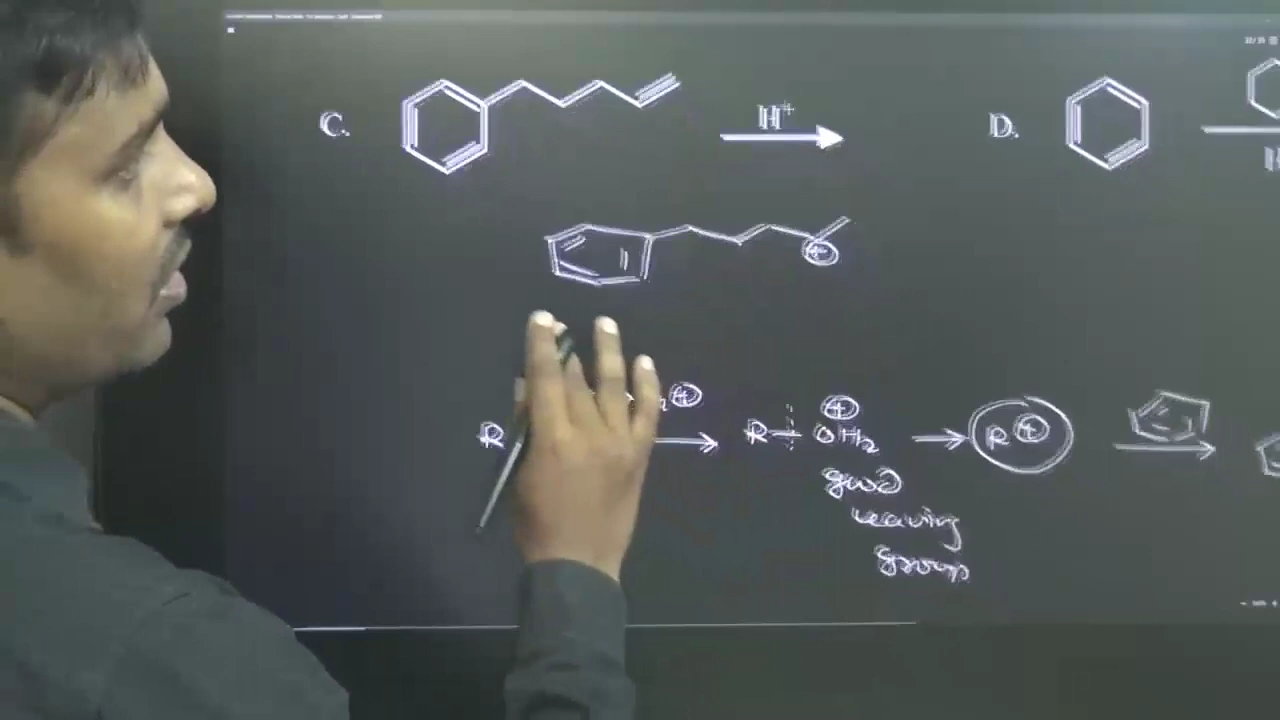 C.
H⁺
D.
R
⊕
R
⊕
OH₂
R⊕
good
leaving
group